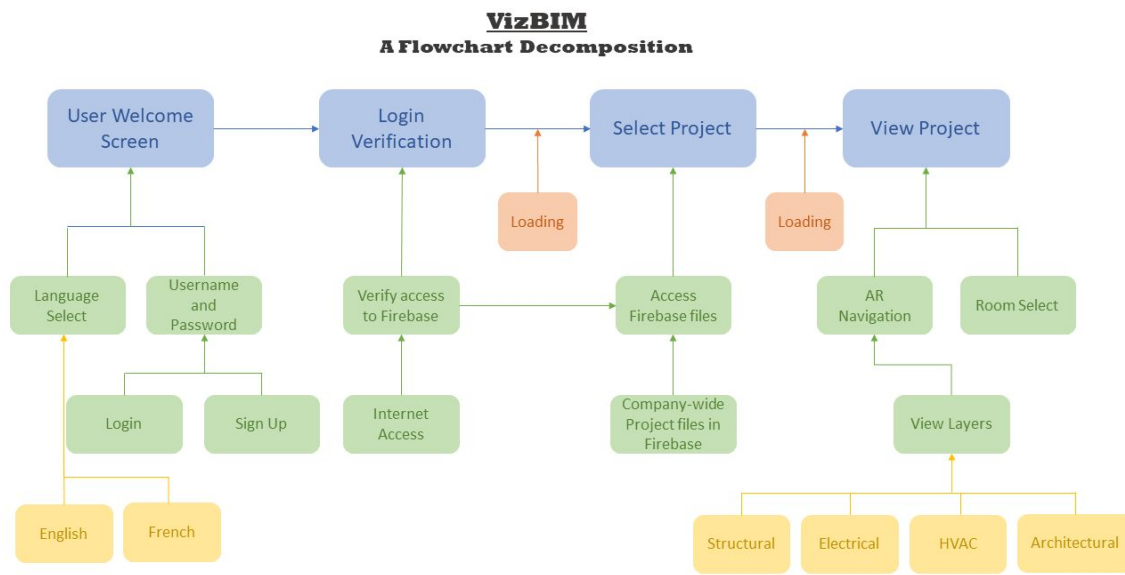 VizBIM
A Flowchart Decomposition
User Welcome
Screen
Login
Verification
Select Project
View Project
Loading
Loading
Language
Select
Username
and
Password
Verify access
to Firebase
Access
Firebase files
AR
Navigation
Room Select
Login
Sign Up
Internet
Access
Company-wide
Project files in
Firebase
View Layers
English
French
Structural
Electrical
HVAC
Architectural